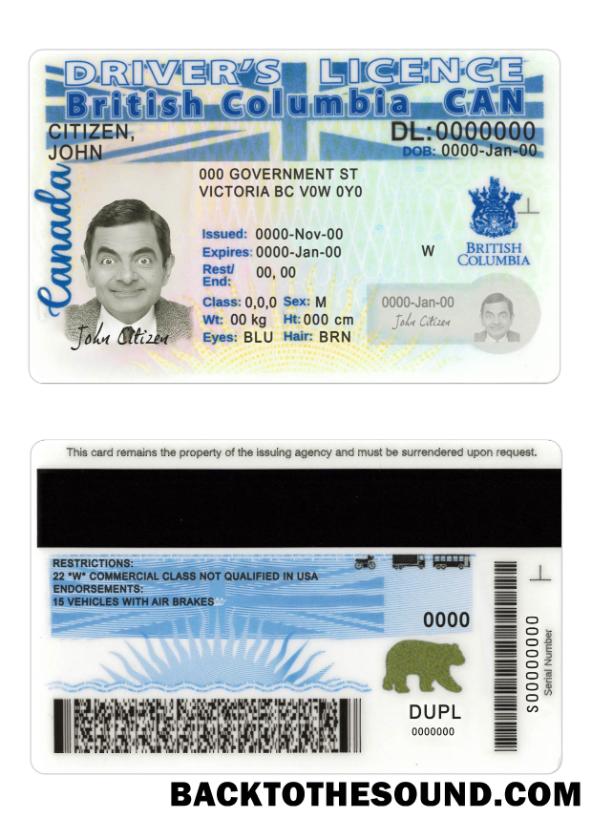 DRIVER'S LICENCE
British Columbia CAN
CITIZEN,
JOHN
DL:0000000
DOB: 0000-Jan-00
Canada
000 GOVERNMENT ST
VICTORIA BC V0W 0Y0
Issued: 0000-Nov-00
Expires: 0000-Jan-00
W
Rest/
End: 00, 00
Class: 0,0,0 Sex: M
Wt: 00 kg Ht: 000 cm
Eyes: BLU Hair: BRN
BRITISH
COLUMBIA
0000-Jan-00
John Citizen
John Citizen
This card remains the property of the issuing agency and must be surrendered upon request.
RESTRICTIONS:
22 "W" COMMERCIAL CLASS NOT QUALIFIED IN USA
ENDORSEMENTS:
15 VEHICLES WITH AIR BRAKES
0000
DUPL
0000000
S00000000
Serial Number
BACKTOTHESOUND.COM